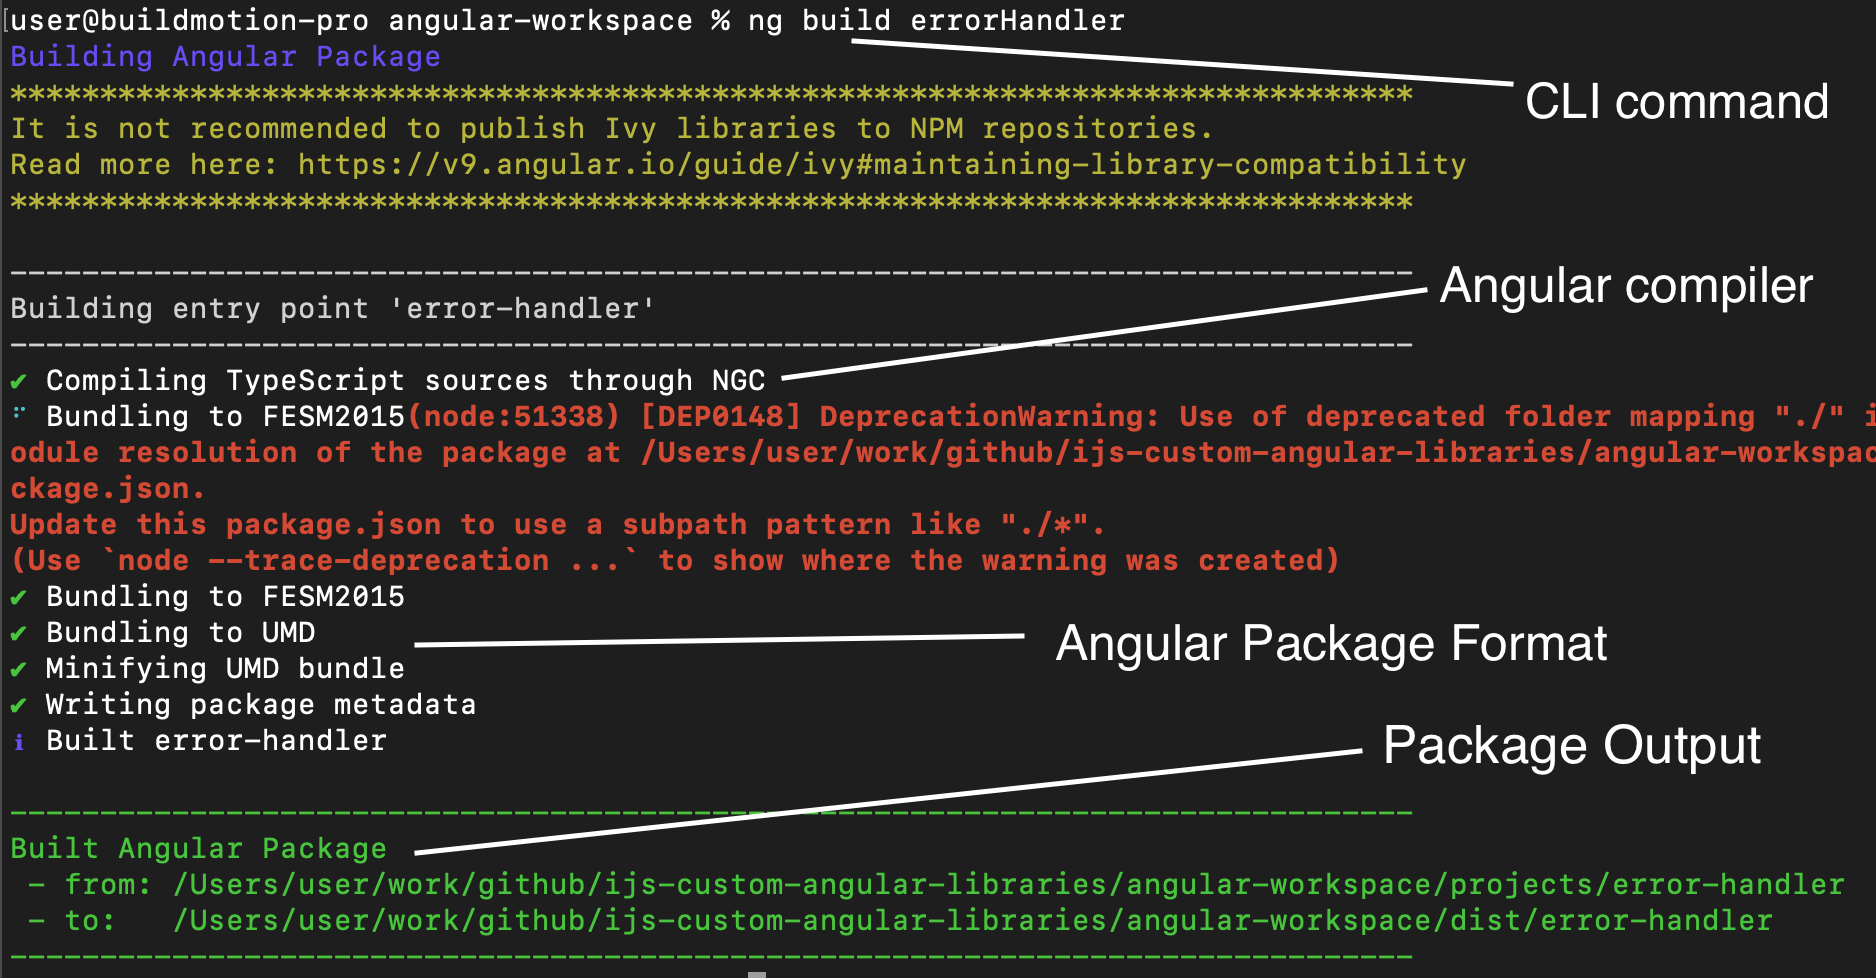 user@buildmotion-pro angular-workspace % ng build errorHandler
Building Angular Package
CLI command
******************************************************************************
It is not recommended to publish Ivy libraries to NPM repositories.
Read more here: https://v9.angular.io/guide/ivy#maintaining-library-compatibility
******************************************************************************
------------------------------------------------------------------------------
Angular compiler
Building entry point 'error-handler'
------------------------------------------------------------------------------
✔ Compiling TypeScript sources through NGC
⠋ Bundling to FESM2015(node:51338) [DEP0148] DeprecationWarning: Use of deprecated folder mapping "./" i
odule resolution of the package at /Users/user/work/github/ijs-custom-angular-libraries/angular-workspac
ckage.json.
Update this package.json to use a subpath pattern like "./*".
(Use `node --trace-deprecation ...` to show where the warning was created)
✔ Bundling to FESM2015
✔ Bundling to UMD
Angular Package Format
✔ Minifying UMD bundle
✔ Writing package metadata
ℹ Built error-handler
Package Output
------------------------------------------------------------------------------
Built Angular Package
- from: /Users/user/work/github/ijs-custom-angular-libraries/angular-workspace/projects/error-handler
- to: /Users/user/work/github/ijs-custom-angular-libraries/angular-workspace/dist/error-handler
------------------------------------------------------------------------------